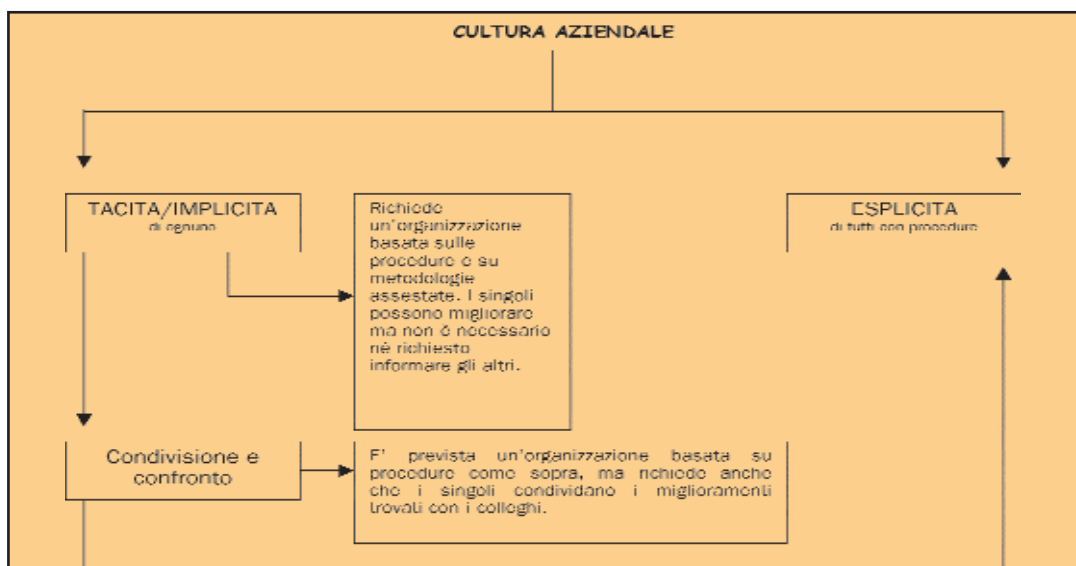 CULTURA AZIENDALE
TACITA/IMPLICITA
di ognuno
Richiede
un'organizzazione
basata sulle
procedure e su
metodologie
assestate. I singoli
possono migliorare
ma non è necessario
né richiesto
informare gli altri.
ESPLICITA
di tutti con procedure
Condivisione e
confronto
E' prevista un'organizzazione basata su
procedure come sopra, ma richiede anche
che i singoli condividano i miglioramenti
trovati con i colleghi.